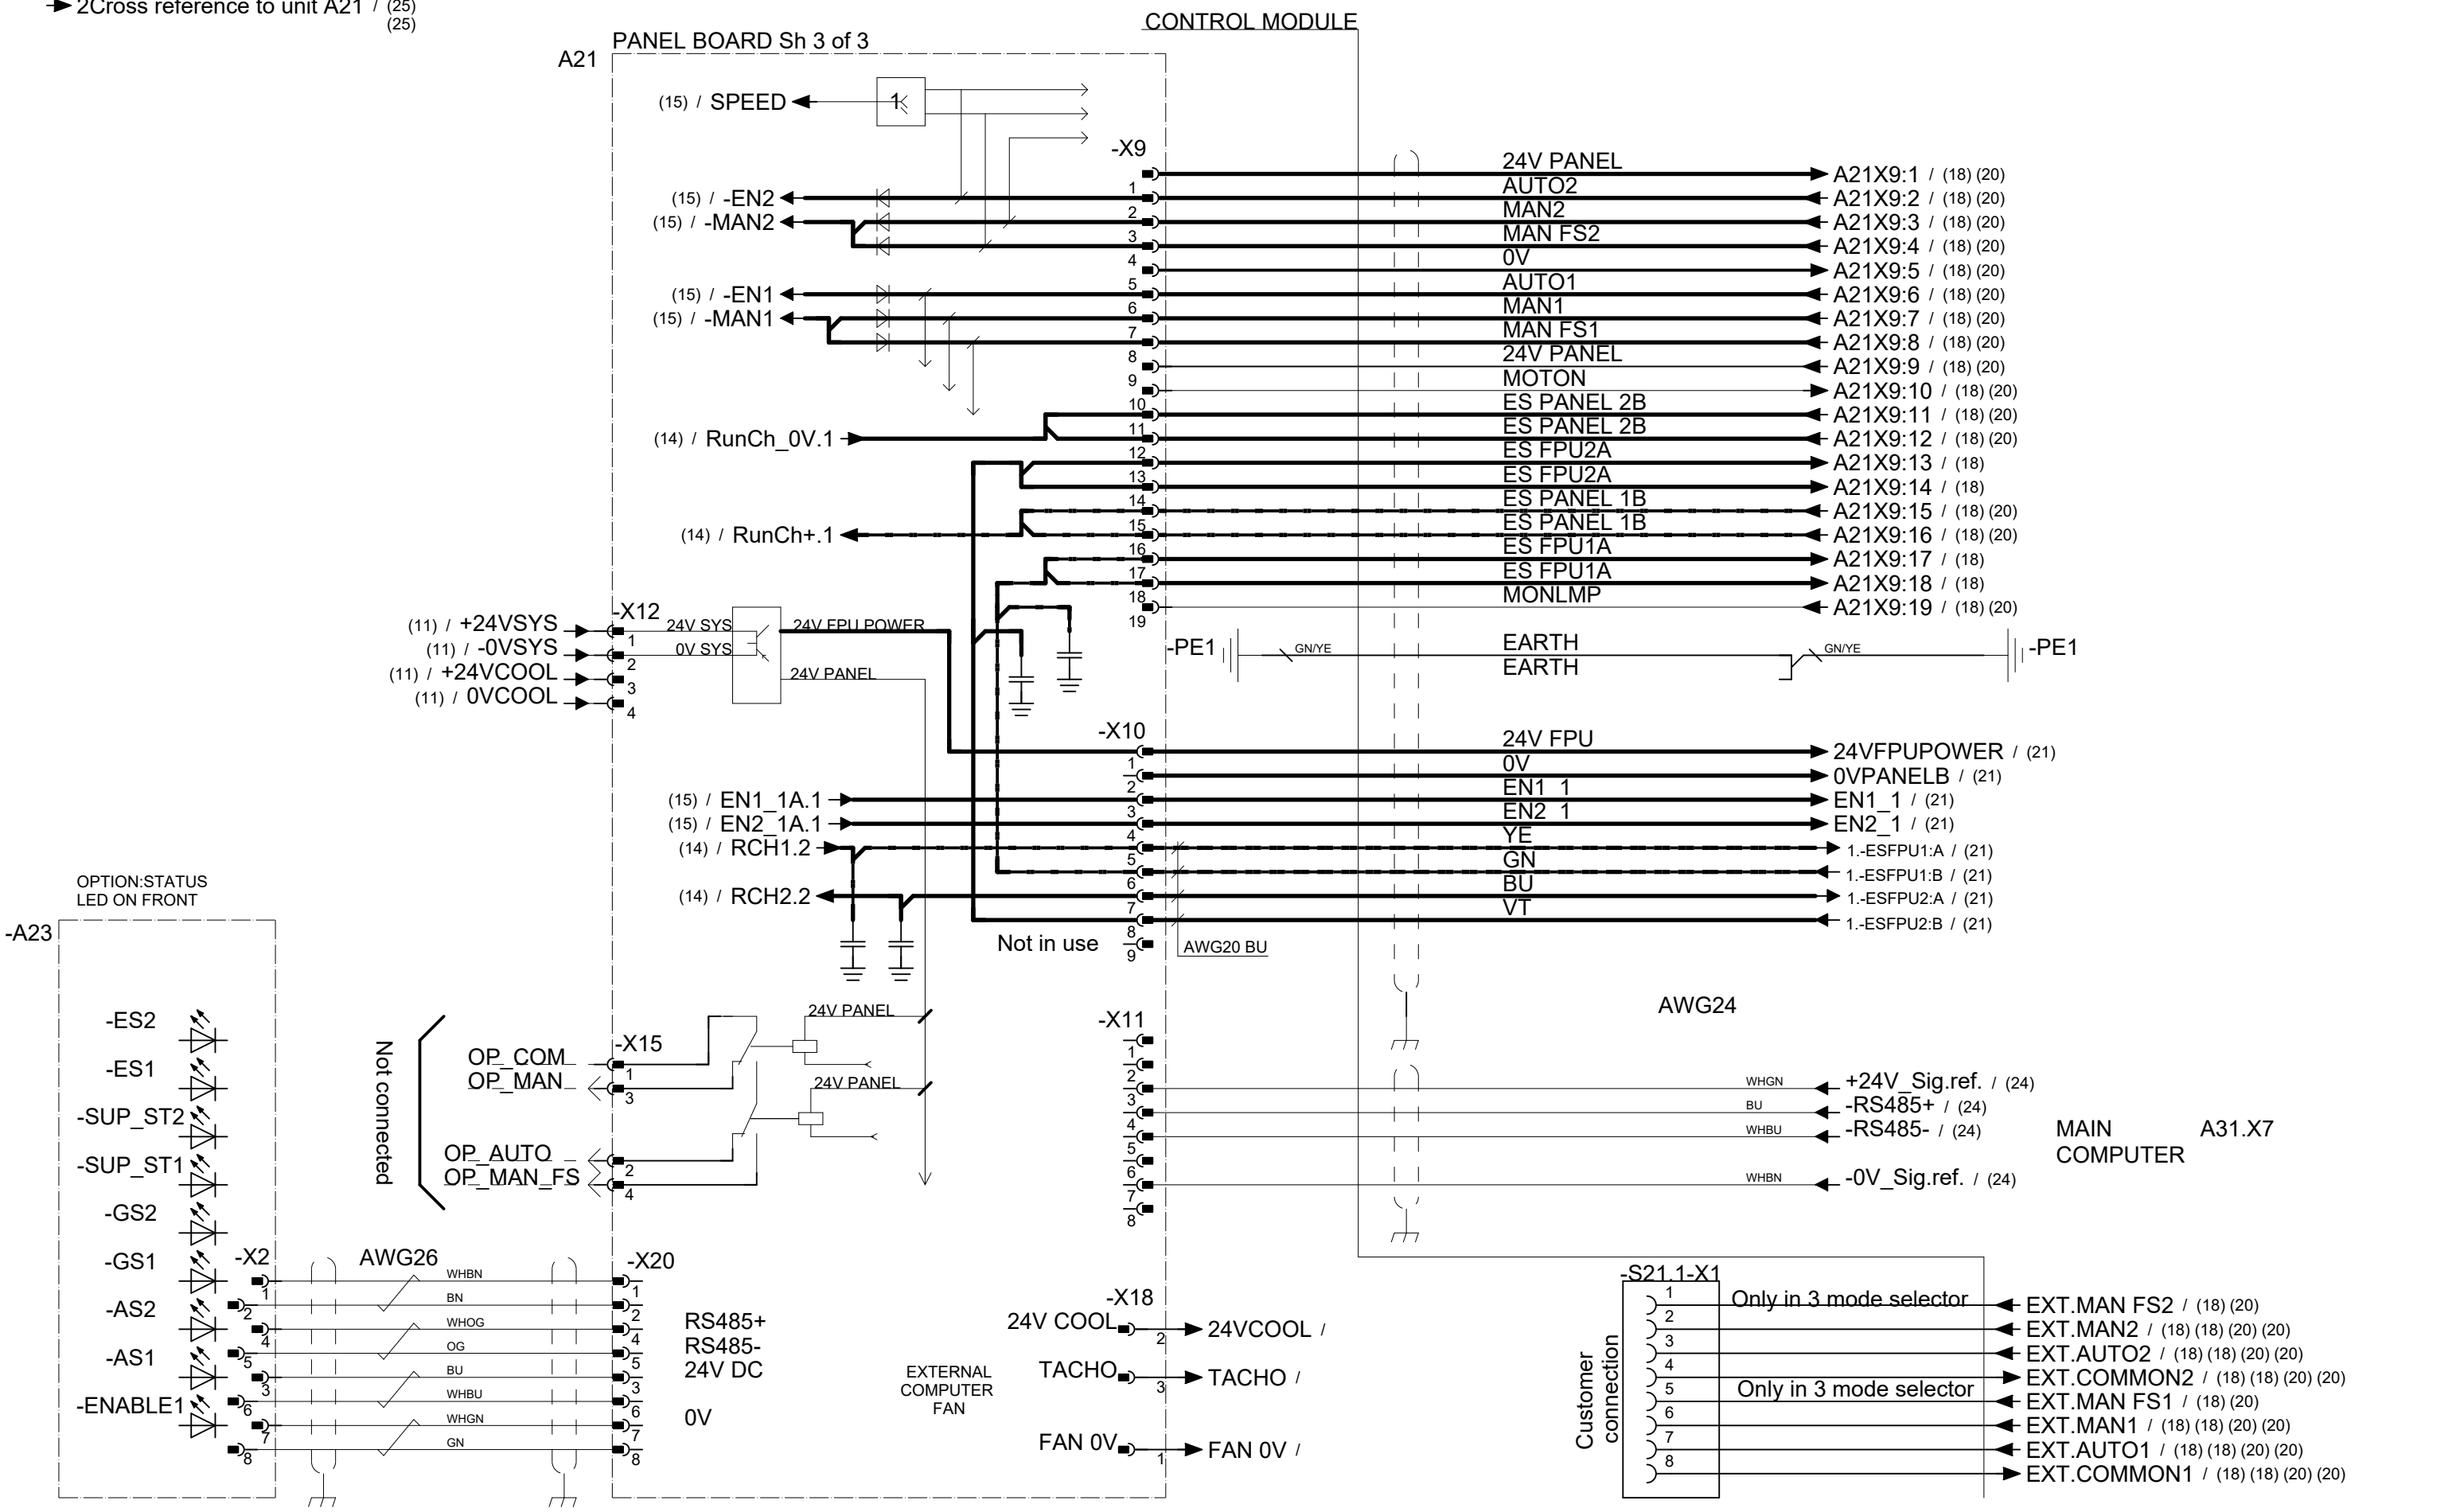 2Cross reference to unit A21 / (25)
(25)
CONTROL MODULE
PANEL BOARD Sh 3 of 3
A21
(15) / SPEED
1
-X9
24V PANEL
A21X9:1 / (18) (20)
1
AUTO2
(15) / -EN2
A21X9:2 / (18) (20)
2
MAN2
(15) / -MAN2
A21X9:3 / (18) (20)
3
MAN FS2
A21X9:4 / (18) (20)
4
0V
A21X9:5 / (18) (20)
5
AUTO1
(15) / -EN1
A21X9:6 / (18) (20)
6
MAN1
(15) / -MAN1
A21X9:7 / (18) (20)
7
MAN FS1
A21X9:8 / (18) (20)
8
24V PANEL
A21X9:9 / (18) (20)
9
MOTON
A21X9:10 / (18) (20)
10
ES PANEL 2B
A21X9:11 / (18) (20)
11
ES PANEL 2B
(14) / RunCh_0V.1
A21X9:12 / (18) (20)
12
ES FPU2A
A21X9:13 / (18)
13
ES FPU2A
A21X9:14 / (18)
14
ES PANEL 1B
A21X9:15 / (18) (20)
15
ES PANEL 1B
(14) / RunCh+.1
A21X9:16 / (18) (20)
16
ES FPU1A
A21X9:17 / (18)
17
ES FPU1A
A21X9:18 / (18)
18
MONLMP
A21X9:19 / (18) (20)
19
-X12
(11) / +24VSYS
1
24V SYS
24V FPU POWER
(11) / -0VSYS
2
0V SYS
(11) / +24VCOOL
3
24V PANEL
(11) / 0VCOOL
4
-PE1
GN/YE
EARTH
EARTH
GN/YE
-PE1
-X10
24V FPU
24VFPUPOWER / (21)
1
0V
0VPANELB / (21)
2
EN1_1
(15) / EN1_1A.1
EN1_1 / (21)
3
EN2_1
(15) / EN2_1A.1
EN2_1 / (21)
4
YE
(14) / RCH1.2
1.-ESFPU1:A / (21)
5
GN
1.-ESFPU1:B / (21)
6
BU
(14) / RCH2.2
1.-ESFPU2:A / (21)
7
VT
1.-ESFPU2:B / (21)
8
Not in use
9
AWG20 BU
OPTION:STATUS
LED ON FRONT
-A23
-ES2
-ES1
-SUP_ST2
-SUP_ST1
-GS2
-GS1
-AS2
-AS1
-ENABLE1
Not connected
-X15
24V PANEL
OP_COM
1
OP_MAN
3
24V PANEL
OP_AUTO
2
OP_MAN_FS
4
AWG24
-X11
1
2
WHGN
+24V_Sig.ref. / (24)
3
BU
-RS485+ / (24)
4
WHBU
-RS485- / (24)
5
6
WHBN
-0V_Sig.ref. / (24)
7
8
MAIN
COMPUTER
A31.X7
-X2
AWG26
-X20
1
WHBN
1
2
BN
2
4
WHOG
4
RS485+
5
OG
5
RS485-
3
BU
3
24V DC
6
WHBU
6
7
WHGN
7
0V
8
GN
8
EXTERNAL
COMPUTER
FAN
-X18
24V COOL
2
24VCOOL /
TACHO
3
TACHO /
FAN 0V
1
FAN 0V /
-S21.1-X1
Customer
connection
1
Only in 3 mode selector
EXT.MAN FS2 / (18) (20)
2
EXT.MAN2 / (18) (18) (20) (20)
3
EXT.AUTO2 / (18) (18) (20) (20)
4
EXT.COMMON2 / (18) (18) (20) (20)
5
Only in 3 mode selector
EXT.MAN FS1 / (18) (20)
6
EXT.MAN1 / (18) (18) (20) (20)
7
EXT.AUTO1 / (18) (18) (20) (20)
8
EXT.COMMON1 / (18) (18) (20) (20)